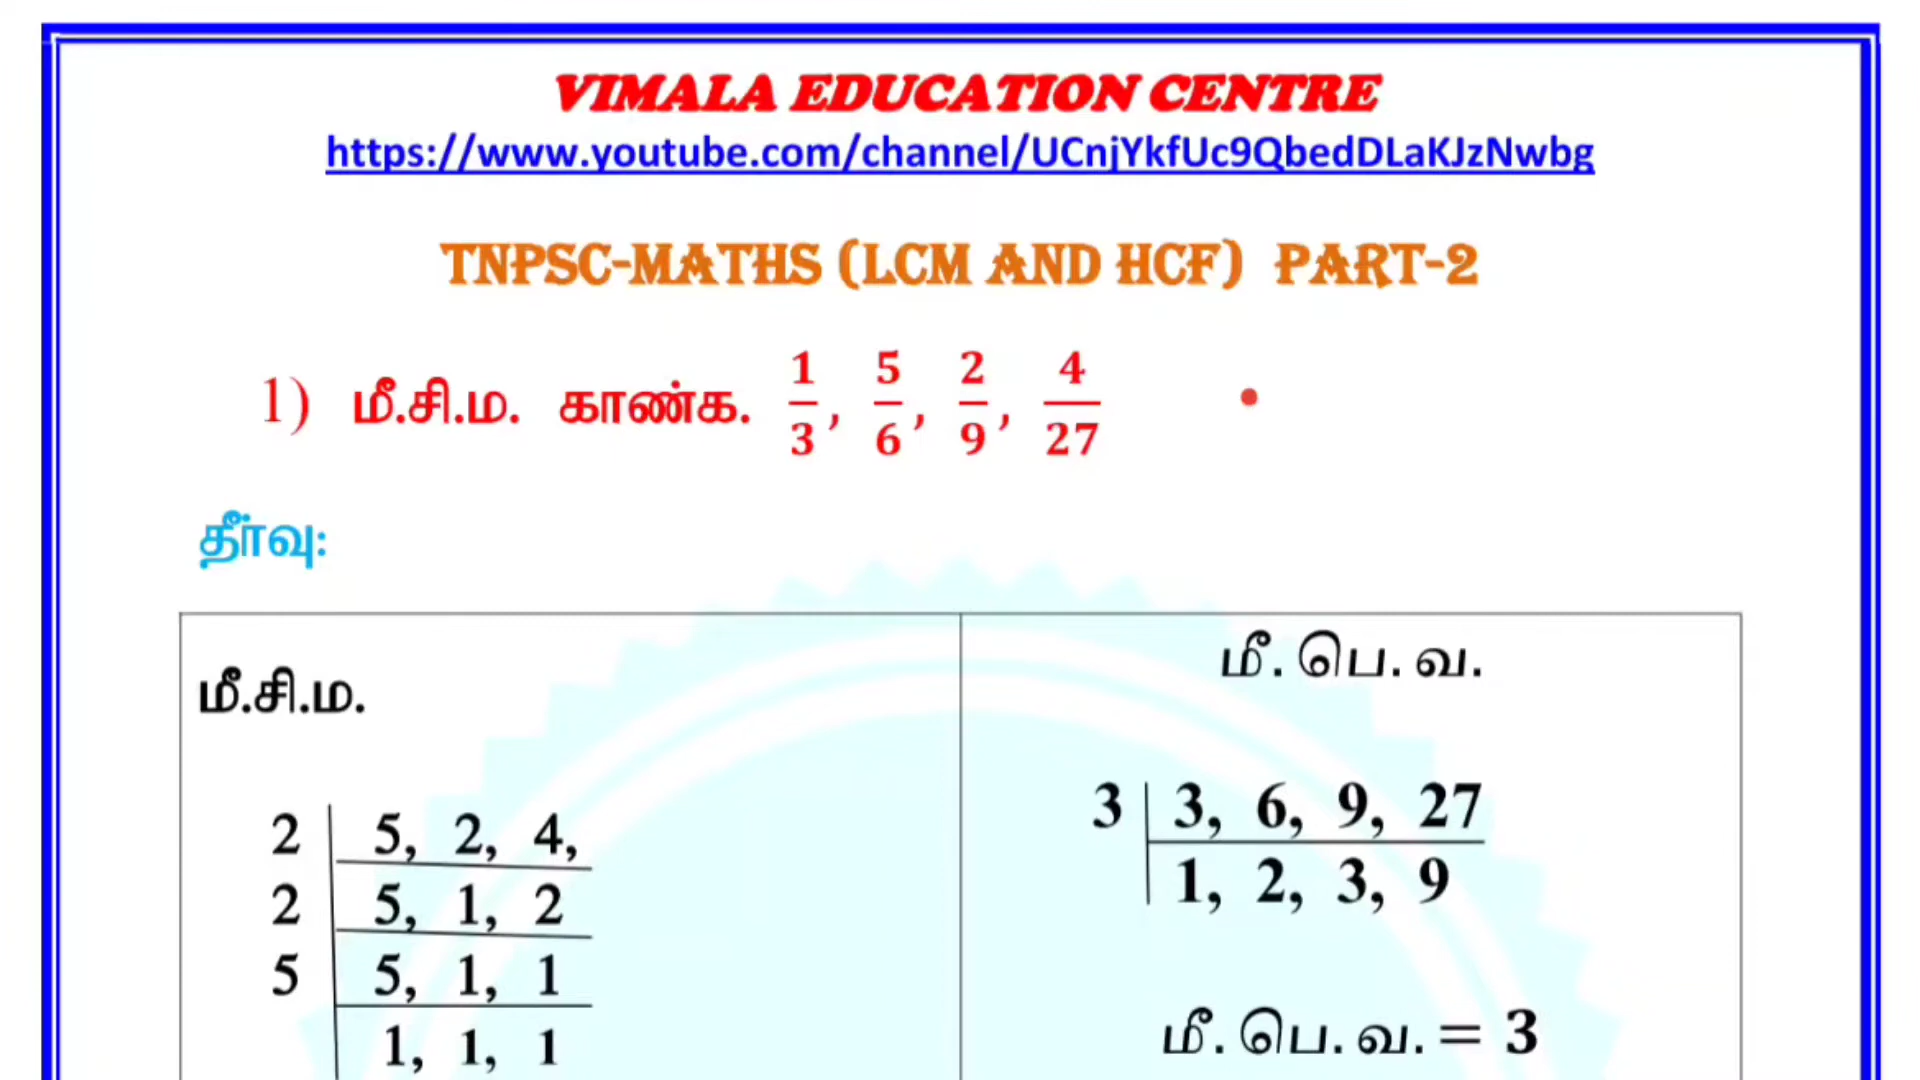 VIMALA EDUCATION CENTRE
https://www.youtube.com/channel/UCnjYkfUc9QbedDLaKJzNwbg
TNPSC-MATHS (LCM AND HCF) PART-2
1) மீ.சி.ம. காண்க. 1/3, 5/6, 2/9, 4/27
தீர்வு:
மீ.சி.ம.
2 | 5, 2, 4,
2 | 5, 1, 2
5 | 5, 1, 1
1, 1, 1
மீ. பெ. வ.
3 | 3, 6, 9, 27
1, 2, 3, 9
மீ. பெ. வ. = 3